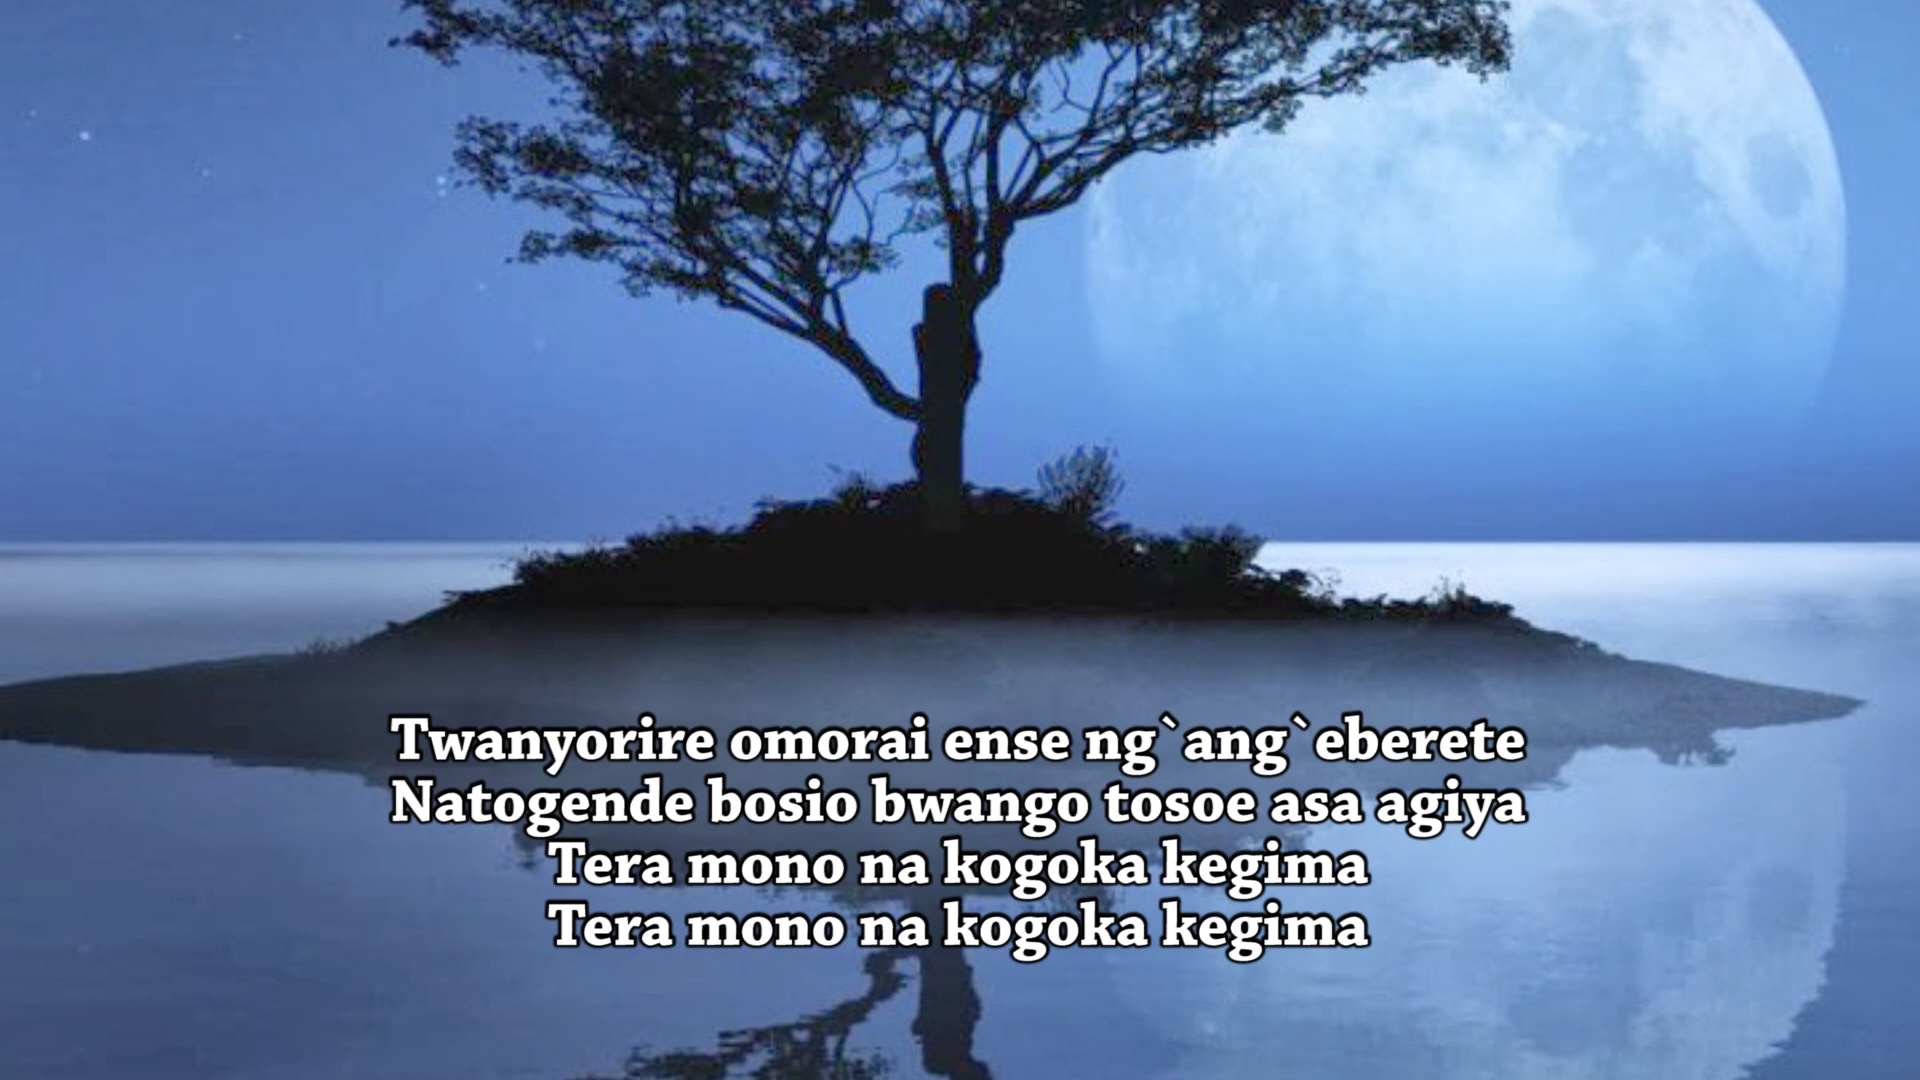 Twanyorire omorai ense ng`ang`eberete
Natogende bosio bwango tosoe asa agiya
Tera mono na kogoka kegima
Tera mono na kogoka kegima